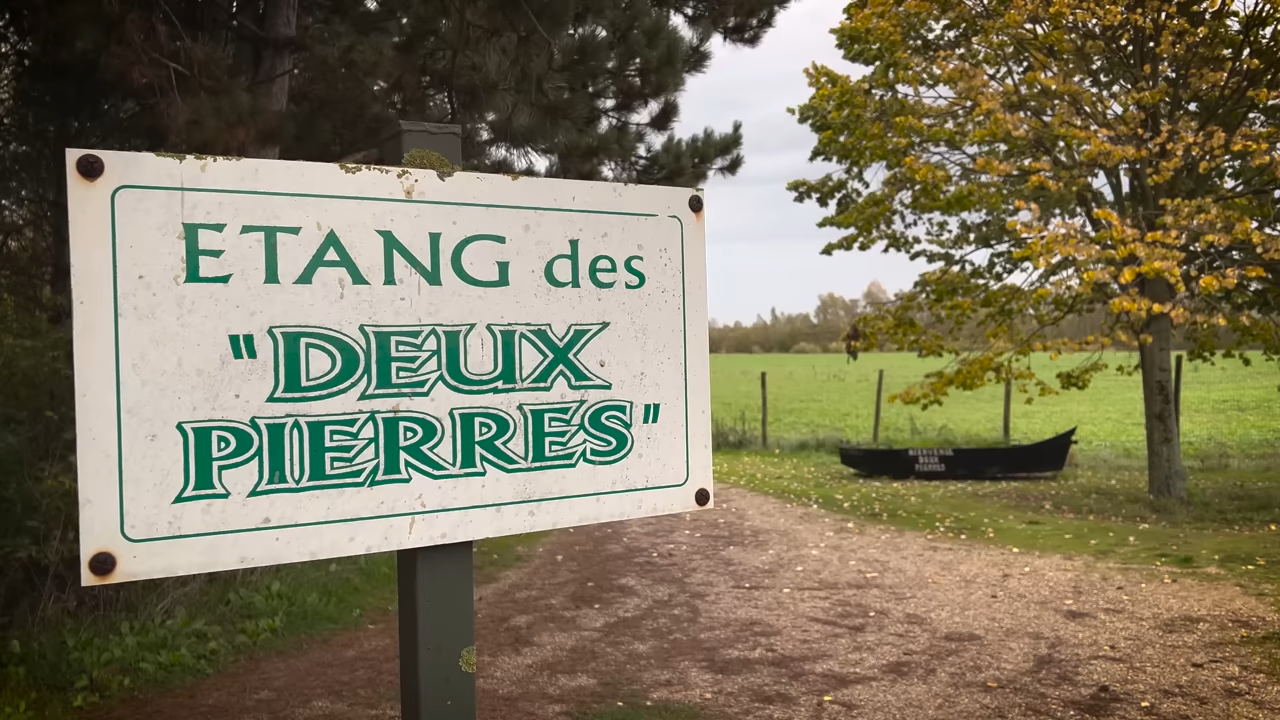 ETANG des
"DEUX
PIERRES"
BIENVENUE
DEUX
PIERRES